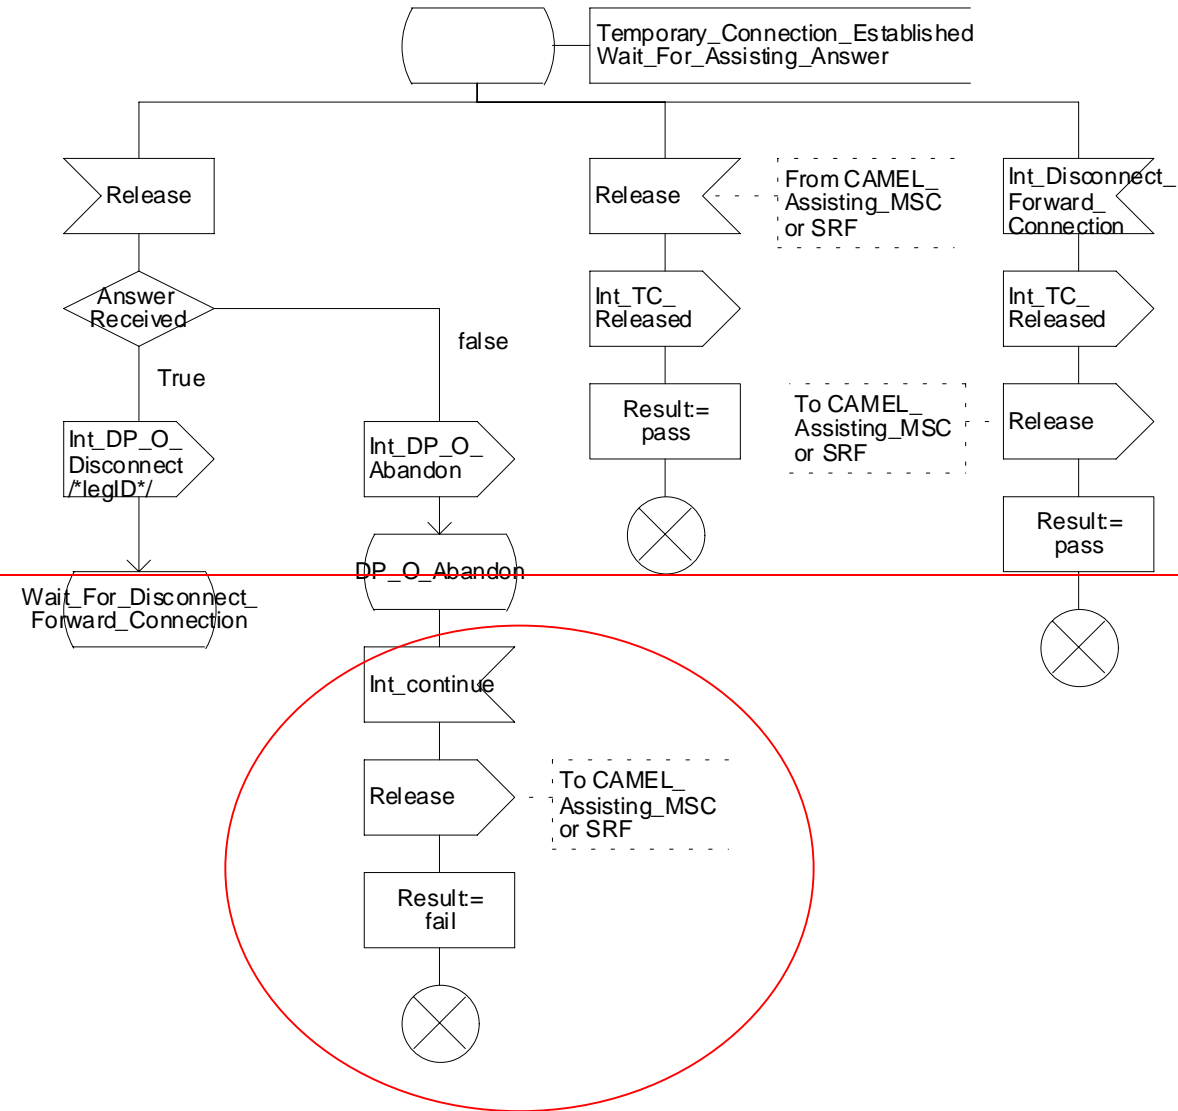 Temporary_Connection_Established
Wait_For_Assisting_Answer
Release
Release
From CAMEL_
Assisting_MSC
or SRF
Int_Disconnect_
Forward_
Connection
Answer
Received
Int_TC_
Released
Int_TC_
Released
false
True
Result:=
pass
To CAMEL_
Assisting_MSC
or SRF
Release
Int_DP_O_
Disconnect
/*legID*/
Int_DP_O_
Abandon
Result:=
pass
DP_O_Abandon
Wait_For_Disconnect_
Forward_Connection
Int_continue
Release
To CAMEL_
Assisting_MSC
or SRF
Result:=
fail